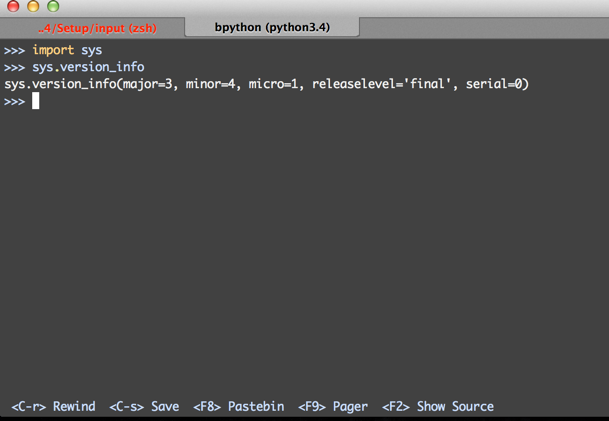 ..4/Setup/input (zsh) bpython (python3.4)
>>> import sys
>>> sys.version_info
sys.version_info(major=3, minor=4, micro=1, releaselevel='final', serial=0)
>>>
<C-r> Rewind <C-s> Save <F8> Pastebin <F9> Pager <F2> Show Source